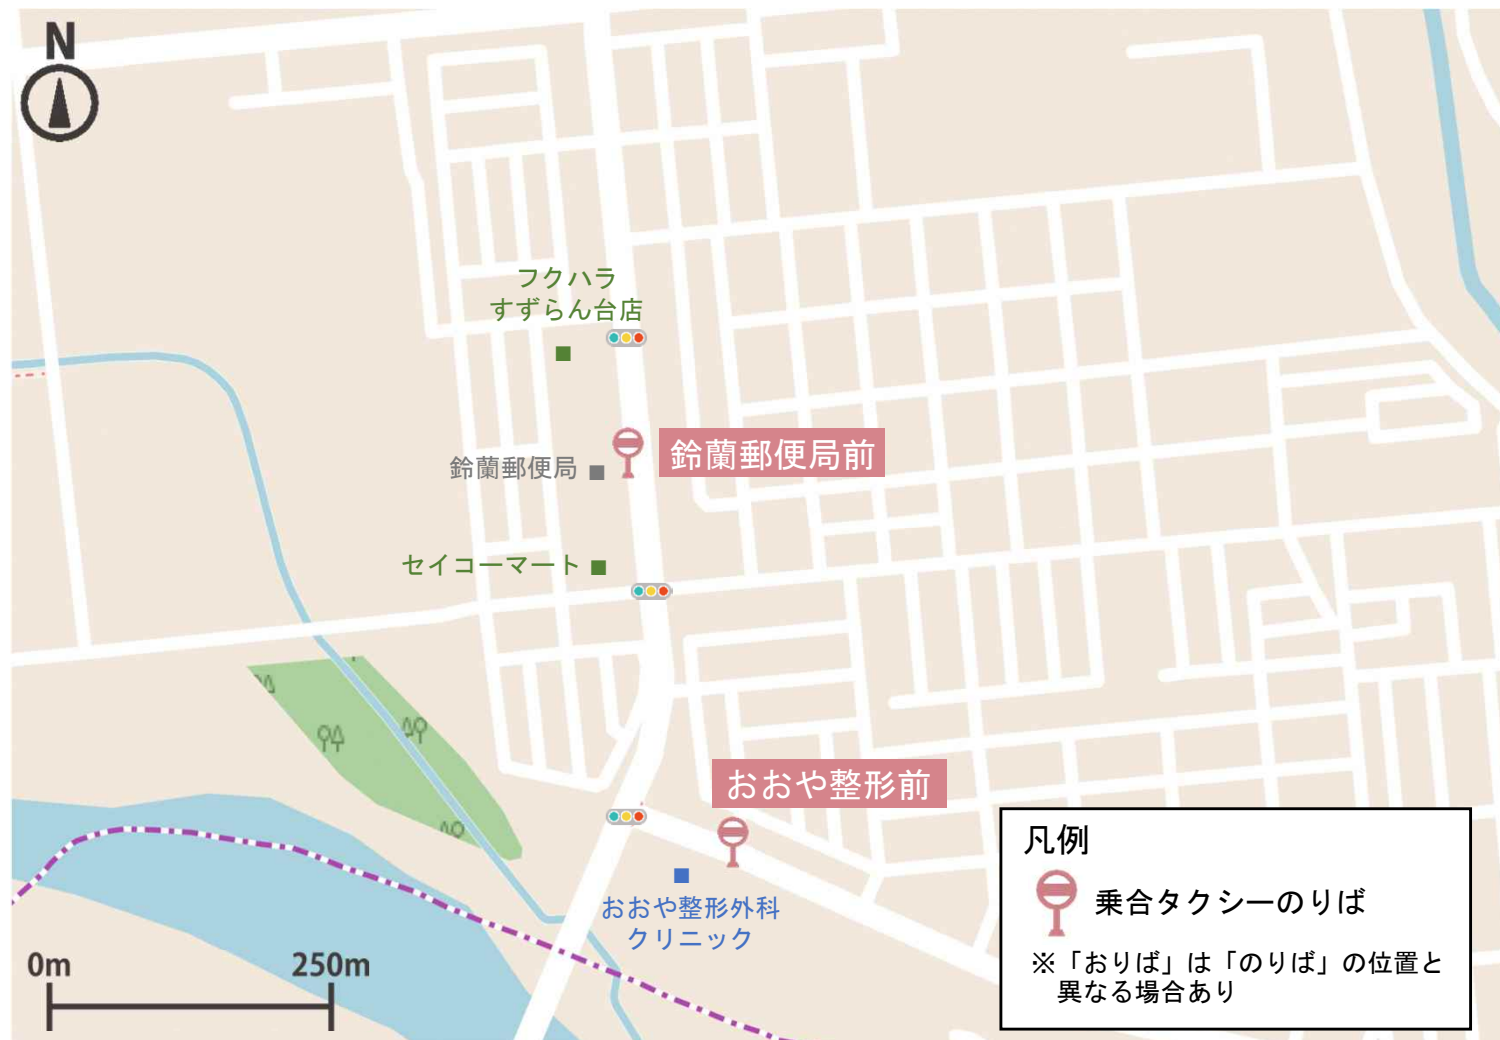 N
フクハラ
すずらん台店
鈴蘭郵便局前
鈴蘭郵便局
セイコーマート
おおや整形前
おおや整形外科
クリニック
0m 250m
凡例
乗合タクシーのりば
※「おりば」は「のりば」の位置と
異なる場合あり